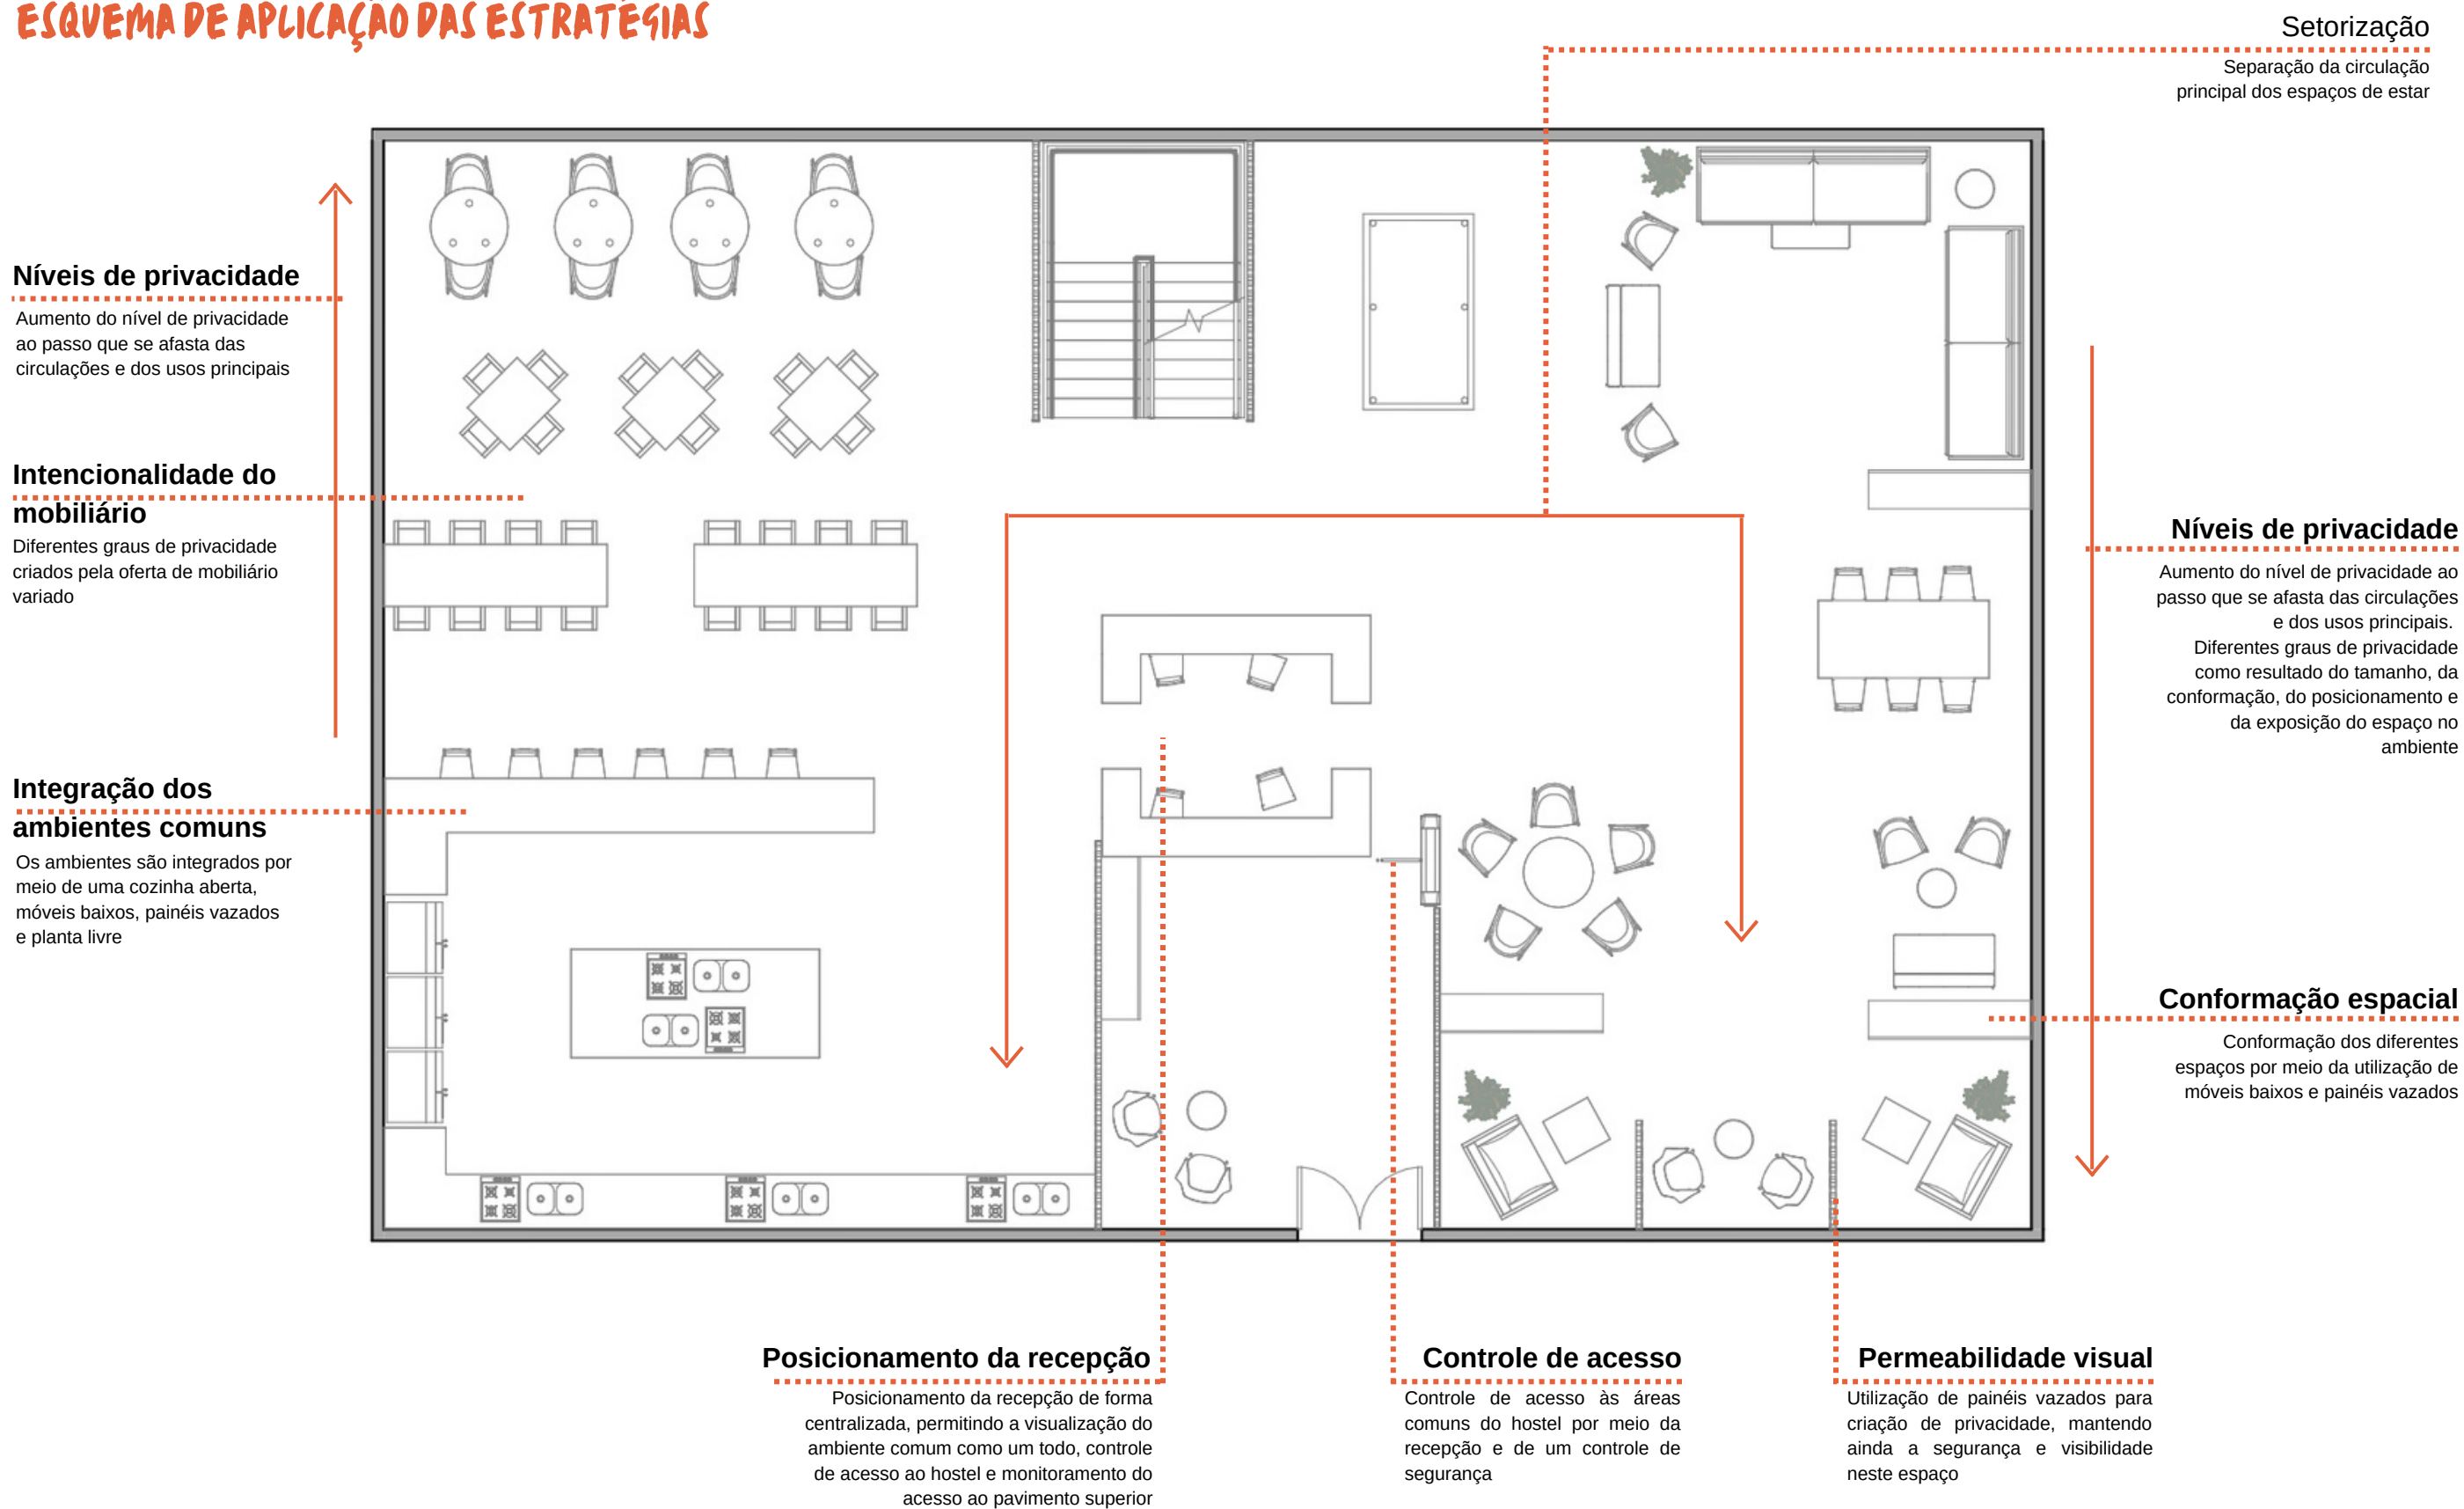 ESQUEMA DE APLICAÇÃO DAS ESTRATÉGIAS
Setorização
Separação da circulação
principal dos espaços de estar
Níveis de privacidade
Aumento do nível de privacidade
ao passo que se afasta das
circulações e dos usos principais
Intencionalidade do
mobiliário
Diferentes graus de privacidade
criados pela oferta de mobiliário
variado
Integração dos
ambientes comuns
Os ambientes são integrados por
meio de uma cozinha aberta,
móveis baixos, painéis vazados
e planta livre
Níveis de privacidade
Aumento do nível de privacidade ao
passo que se afasta das circulações
e dos usos principais.
Diferentes graus de privacidade
como resultado do tamanho, da
conformação, do posicionamento e
da exposição do espaço no
ambiente
Conformação espacial
Conformação dos diferentes
espaços por meio da utilização de
móveis baixos e painéis vazados
Posicionamento da recepção
Posicionamento da recepção de forma
centralizada, permitindo a visualização do
ambiente comum como um todo, controle
de acesso ao hostel e monitoramento do
acesso ao pavimento superior
Controle de acesso
Controle de acesso às áreas
comuns do hostel por meio da
recepção e de um controle de
segurança
Permeabilidade visual
Utilização de painéis vazados para
criação de privacidade, mantendo
ainda a segurança e visibilidade
neste espaço